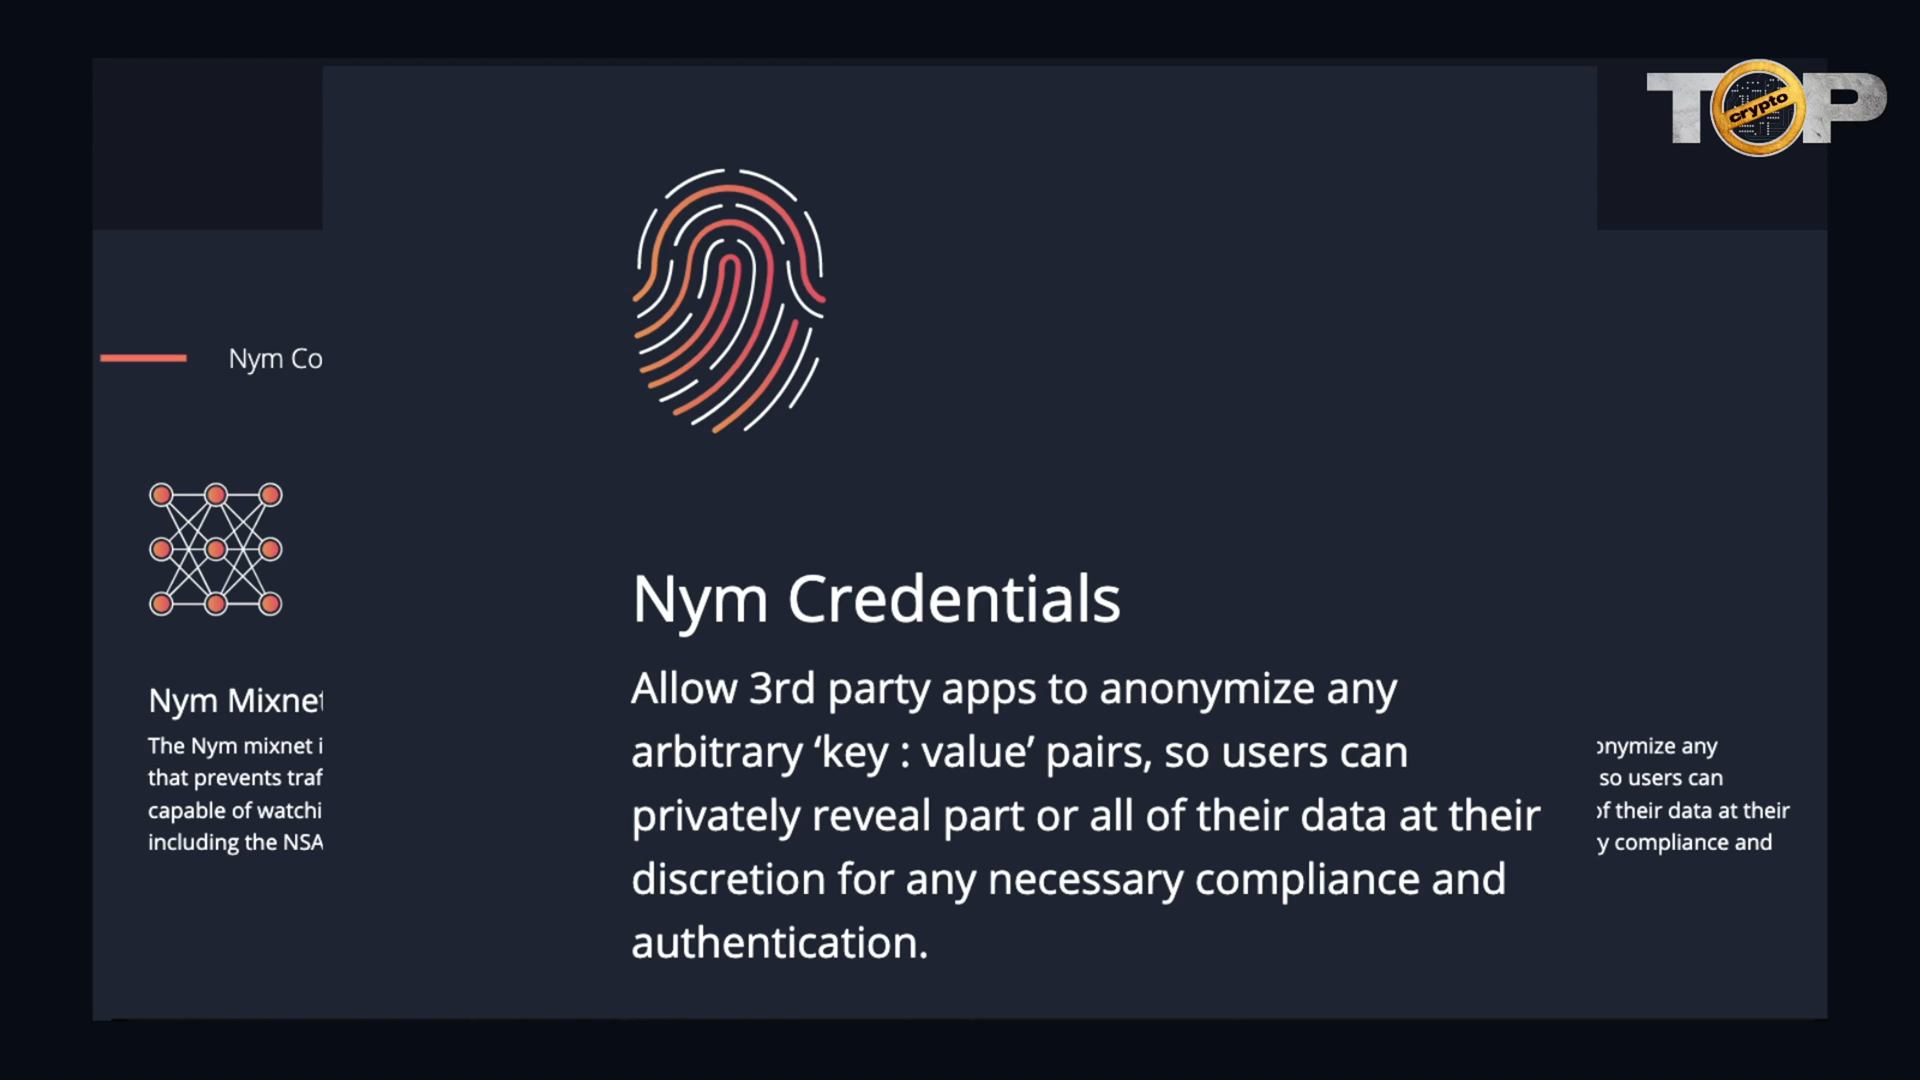 TOP
crypto
Nym Co
Nym Mixnet
The Nym mixnet i
that prevents traf
capable of watchi
including the NSA
Nym Credentials
Allow 3rd party apps to anonymize any
arbitrary ‘key : value’ pairs, so users can
privately reveal part or all of their data at their
discretion for any necessary compliance and
authentication.
onymize any
so users can
of their data at their
y compliance and